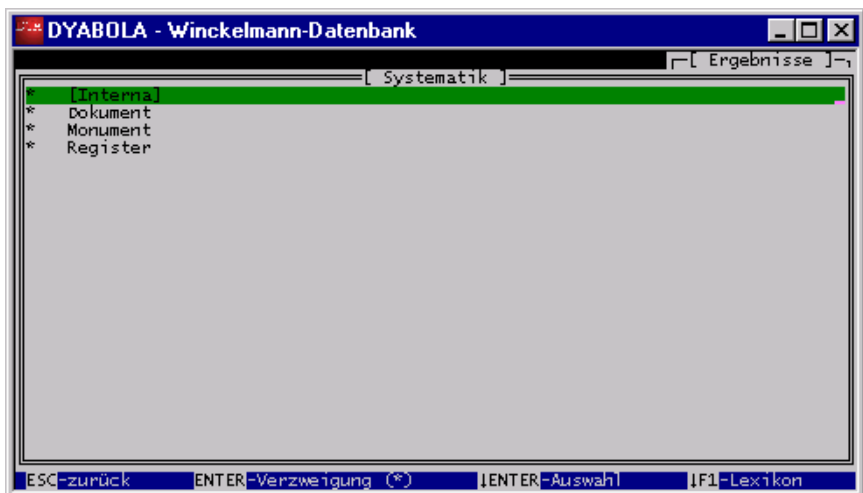 DYABOLA - Winckelmann-Datenbank
[ Ergebnisse ]
[ Systematik ]
* [Interna]
* Dokument
* Monument
* Register
ESC-zurück ENTER-Verzweigung (*) ↓ENTER-Auswahl ↓F1-Lexikon